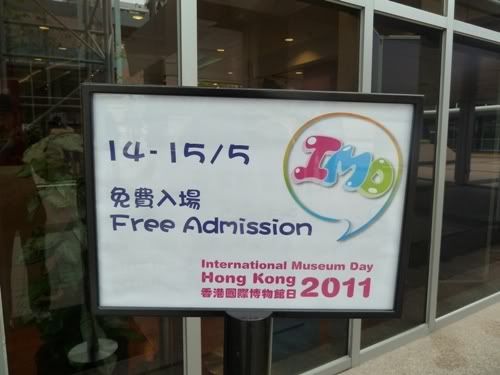 14-15/5
免費入場
Free Admission
IMD
International Museum Day
Hong Kong
香港國際博物館日
2011